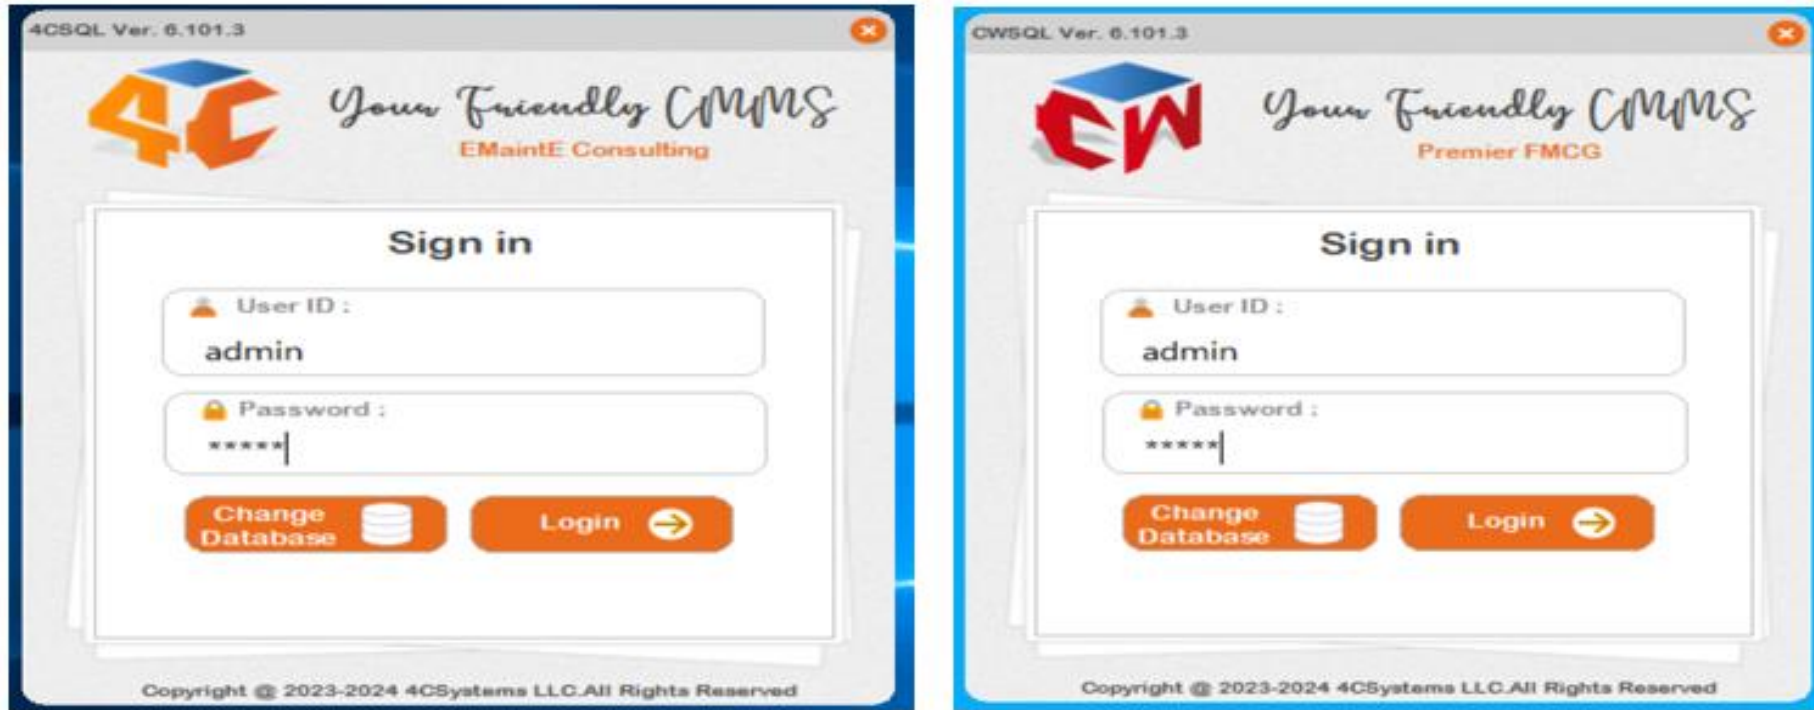 4CSQL Ver. 6.101.3
4C
Your Friendly CMMS
EMaintE Consulting
Sign in
User ID :
admin
Password :
*****
Change
Database
Login
Copyright @ 2023-2024 4CSystems LLC.All Rights Reserved
CWSQL Ver. 6.101.3
CW
Your Friendly CMMS
Premier FMCG
Sign in
User ID :
admin
Password :
*****
Change
Database
Login
Copyright @ 2023-2024 4CSystems LLC.All Rights Reserved